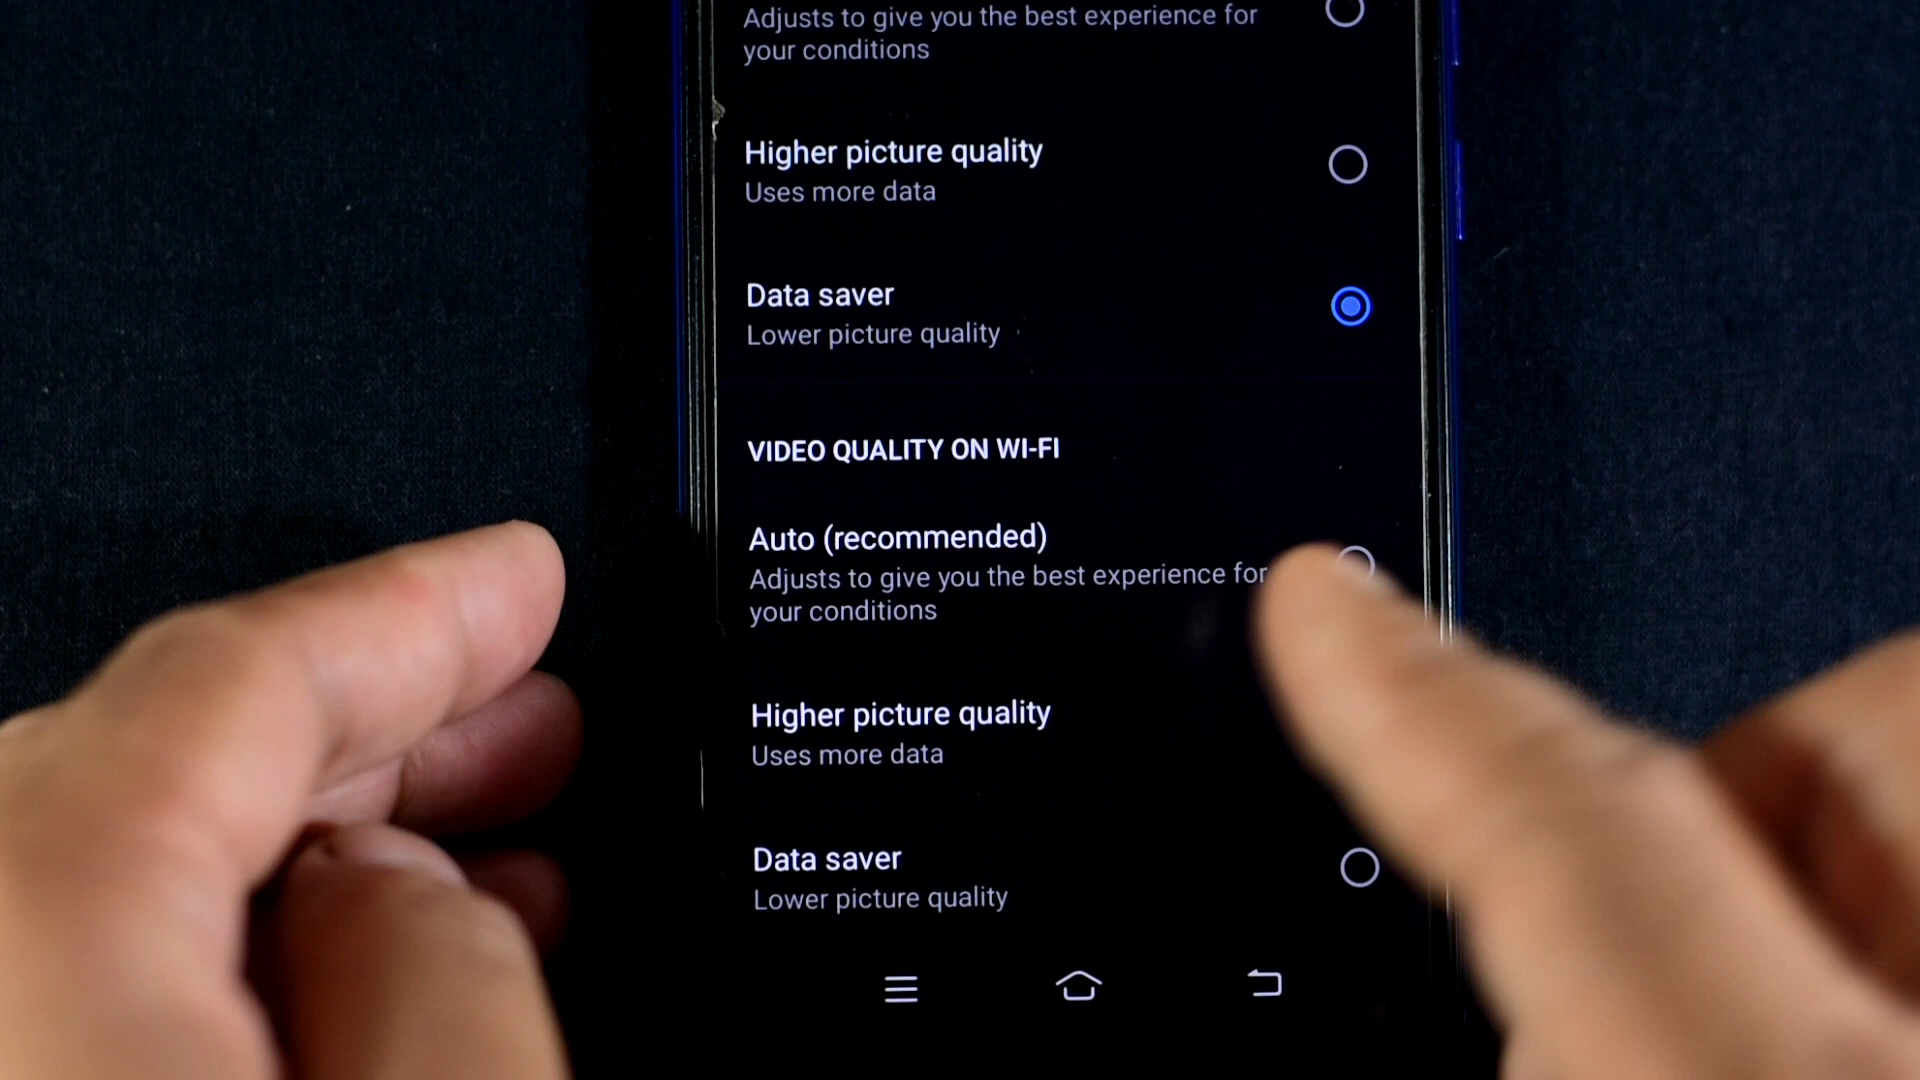 Adjusts to give you the best experience for
your conditions
Higher picture quality
Uses more data
Data saver
Lower picture quality
VIDEO QUALITY ON WI-FI
Auto (recommended)
Adjusts to give you the best experience for
your conditions
Higher picture quality
Uses more data
Data saver
Lower picture quality